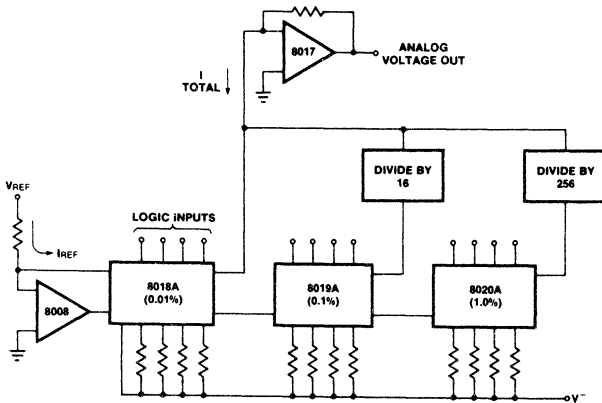 8017
ANALOG
VOLTAGE OUT
I
TOTAL
DIVIDE BY
16
DIVIDE BY
256
VREF
IREF
LOGIC iNPUTS
8018A
(0.01%)
8019A
(0.1%)
8020A
(1.0%)
8008
V−